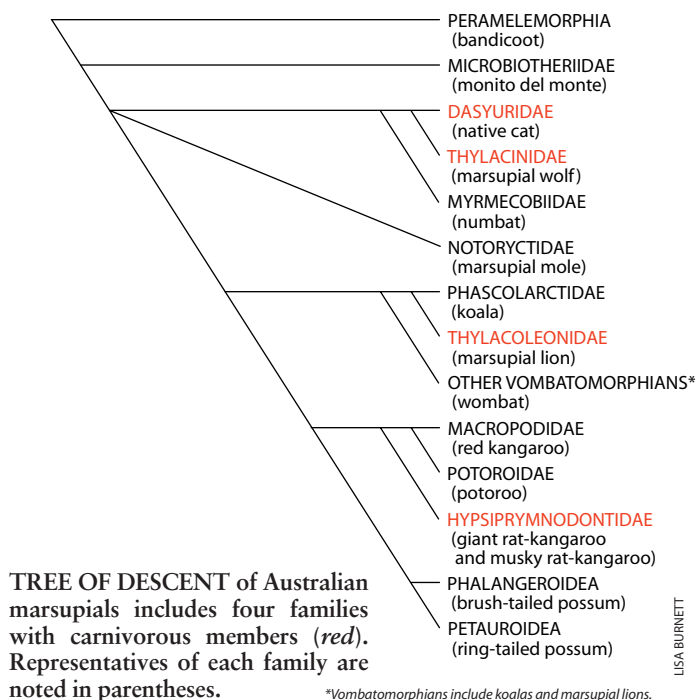 PERAMELEMORPHIA
(bandicoot)
MICROBIOTHERIIDAE
(monito del monte)
DASYURIDAE
(native cat)
THYLACINIDAE
(marsupial wolf)
MYRMECOBIIDAE
(numbat)
NOTORYCTIDAE
(marsupial mole)
PHASCOLARCTIDAE
(koala)
THYLACOLEONIDAE
(marsupial lion)
OTHER VOMBATOMORPHIANS*
(wombat)
MACROPODIDAE
(red kangaroo)
POTOROIDAE
(potoroo)
HYPSIPRYMNODONTIDAE
(giant rat-kangaroo
and musky rat-kangaroo)
PHALANGEROIDEA
(brush-tailed possum)
PETAUROIDEA
(ring-tailed possum)
TREE OF DESCENT of Australian
marsupials includes four families
with carnivorous members (red).
Representatives of each family are
noted in parentheses.
*Vombatomorphians include koalas and marsupial lions.
LISA BURNETT